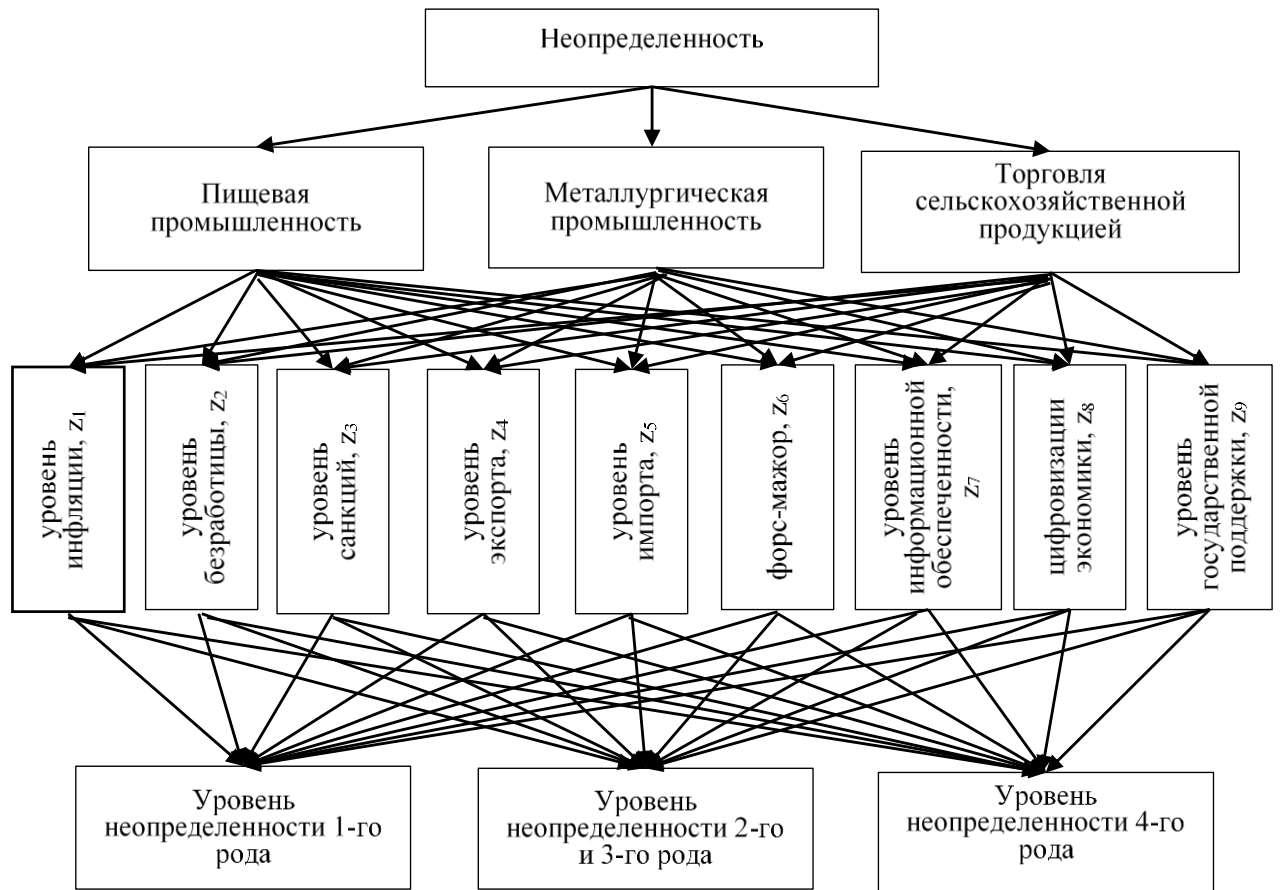 Неопределенность
Пищевая
промышленность
Металлургическая
промышленность
Торговля
сельскохозяйственной
продукцией
уровень
инфляции, z1
уровень
безработицы, z2
уровень
санкций, z3
уровень
экспорта, z4
уровень
импорта, z5
форс-мажор, z6
уровень
информационной
обеспеченности,
z7
цифровизации
экономики, z8
уровень
государственной
поддержки, z9
Уровень
неопределенности 1-го
рода
Уровень
неопределенности 2-го
и 3-го рода
Уровень
неопределенности 4-го
рода